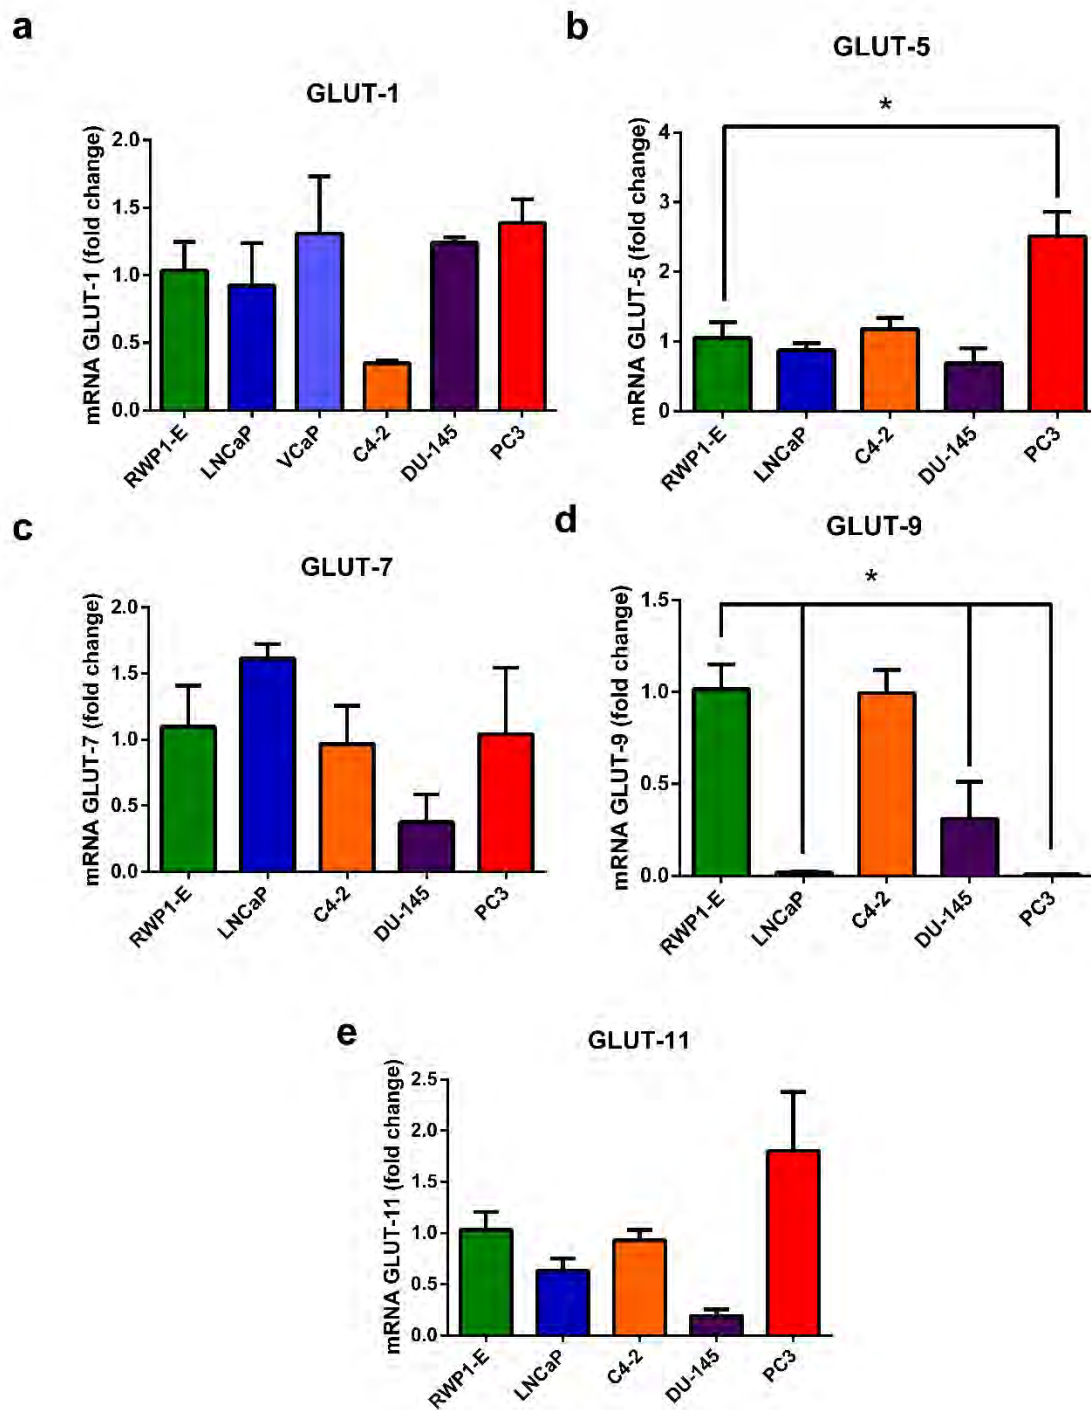 a
GLUT-1
mRNA GLUT-1 (fold change)
2.0
1.5
1.0
0.5
0.0
RWP1-E
LNCaP
VCaP
C4-2
DU-145
PC3
b
GLUT-5
*
mRNA GLUT-5 (fold change)
4
3
2
1
0
RWP1-E
LNCaP
C4-2
DU-145
PC3
c
GLUT-7
mRNA GLUT-7 (fold change)
2.0
1.5
1.0
0.5
0.0
RWP1-E
LNCaP
C4-2
DU-145
PC3
d
GLUT-9
*
mRNA GLUT-9 (fold change)
1.5
1.0
0.5
0.0
RWP1-E
LNCaP
C4-2
DU-145
PC3
e
GLUT-11
mRNA GLUT-11 (fold change)
2.5
2.0
1.5
1.0
0.5
0.0
RWP1-E
LNCaP
C4-2
DU-145
PC3